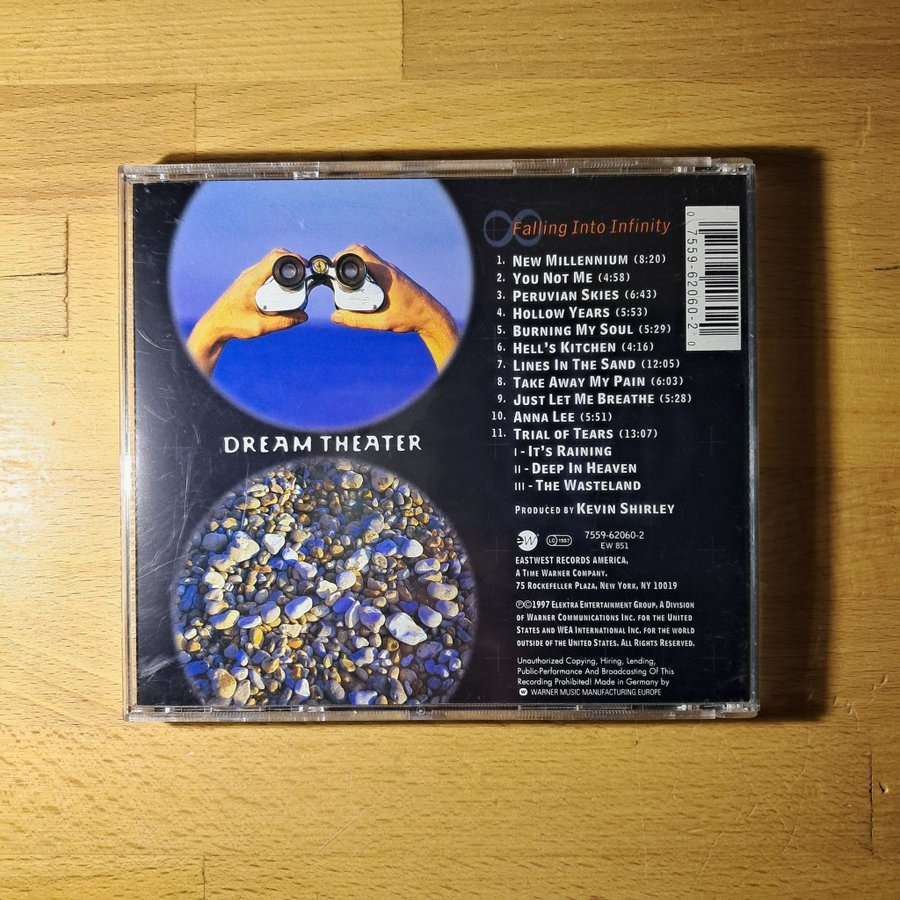 DREAM THEATER
Falling Into Infinity
1. NEW MILLENNIUM (8:20)
2. YOU NOT ME (4:58)
3. PERUVIAN SKIES (6:43)
4. HOLLOW YEARS (5:53)
5. BURNING MY SOUL (5:29)
6. HELL'S KITCHEN (4:16)
7. LINES IN THE SAND (12:05)
8. TAKE AWAY MY PAIN (6:03)
9. JUST LET ME BREATHE (5:28)
10. ANNA LEE (5:51)
11. TRIAL OF TEARS (13:07)
I - IT'S RAINING
II - DEEP IN HEAVEN
III - THE WASTELAND
PRODUCED BY KEVIN SHIRLEY
ew LC 1557 7559-62060-2
EW 851
EASTWEST RECORDS AMERICA,
A TIME WARNER COMPANY.
75 ROCKEFELLER PLAZA, NEW YORK, NY 10019
℗©1997 ELEKTRA ENTERTAINMENT GROUP, A DIVISION
OF WARNER COMMUNICATIONS INC. FOR THE UNITED
STATES AND WEA INTERNATIONAL INC. FOR THE WORLD
OUTSIDE OF THE UNITED STATES. ALL RIGHTS RESERVED.
Unauthorized Copying, Hiring, Lending,
Public-Performance And Broadcasting Of This
Recording Prohibited! Made in Germany by
WARNER MUSIC MANUFACTURING EUROPE
0 75596-2060-2 0